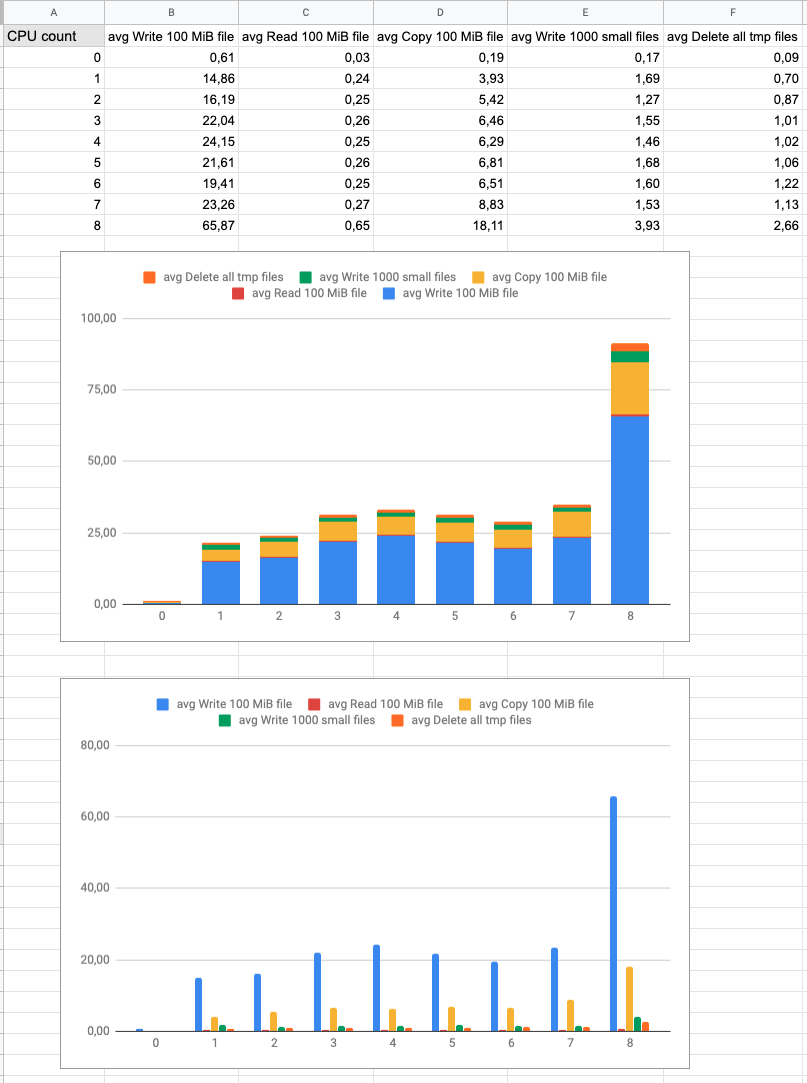 A B C D E F
CPU count avg Write 100 MiB file avg Read 100 MiB file avg Copy 100 MiB file avg Write 1000 small files avg Delete all tmp files
0 0,61 0,03 0,19 0,17 0,09
1 14,86 0,24 3,93 1,69 0,70
2 16,19 0,25 5,42 1,27 0,87
3 22,04 0,26 6,46 1,55 1,01
4 24,15 0,25 6,29 1,46 1,02
5 21,61 0,26 6,81 1,68 1,06
6 19,41 0,25 6,51 1,60 1,22
7 23,26 0,27 8,83 1,53 1,13
8 65,87 0,65 18,11 3,93 2,66
avg Delete all tmp files avg Write 1000 small files avg Copy 100 MiB file
avg Read 100 MiB file avg Write 100 MiB file
100,00
75,00
50,00
25,00
0,00
0 1 2 3 4 5 6 7 8
avg Write 100 MiB file avg Read 100 MiB file avg Copy 100 MiB file
avg Write 1000 small files avg Delete all tmp files
80,00
60,00
40,00
20,00
0,00
0 1 2 3 4 5 6 7 8